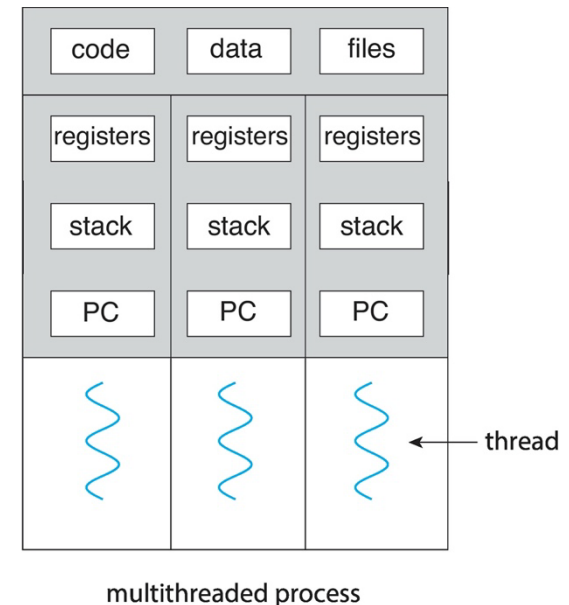 code data files
registers registers registers
stack stack stack
PC PC PC
thread
multithreaded process